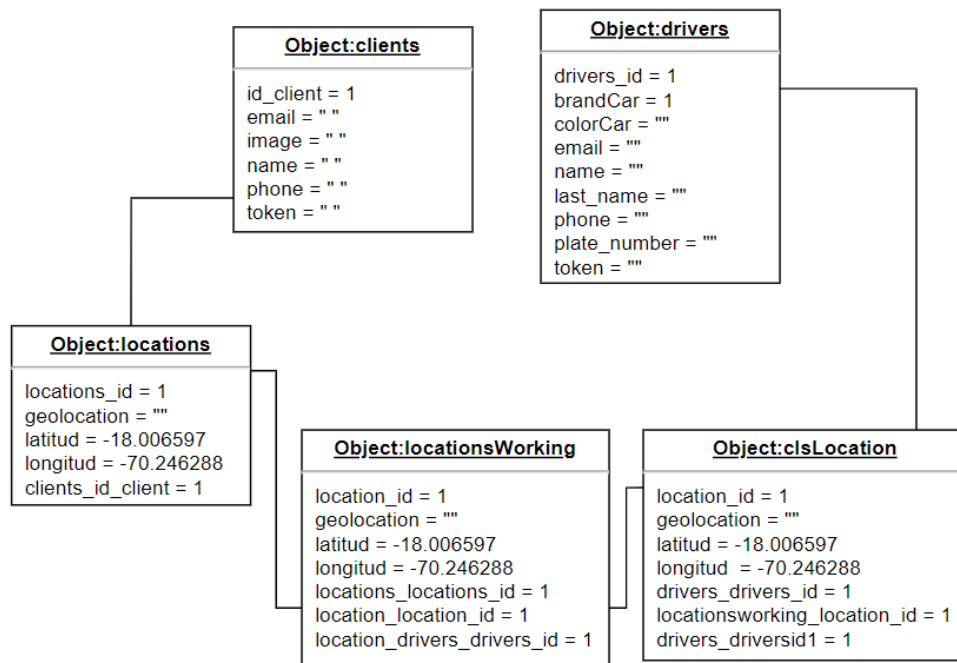 Object:clients
id_client = 1
email = " "
image = " "
name = " "
phone = " "
token = " "
Object:drivers
drivers_id = 1
brandCar = 1
colorCar = ""
email = ""
name = ""
last_name = ""
phone = ""
plate_number = ""
token = ""
Object:locations
locations_id = 1
geolocation = ""
latitud = -18.006597
longitud = -70.246288
clients_id_client = 1
Object:locationsWorking
location_id = 1
geolocation = ""
latitud = -18.006597
longitud = -70.246288
locations_locations_id = 1
location_location_id = 1
location_drivers_drivers_id = 1
Object:clsLocation
location_id = 1
geolocation = ""
latitud = -18.006597
longitud  = -70.246288
drivers_drivers_id = 1
locationsworking_location_id = 1
drivers_driversid1 = 1